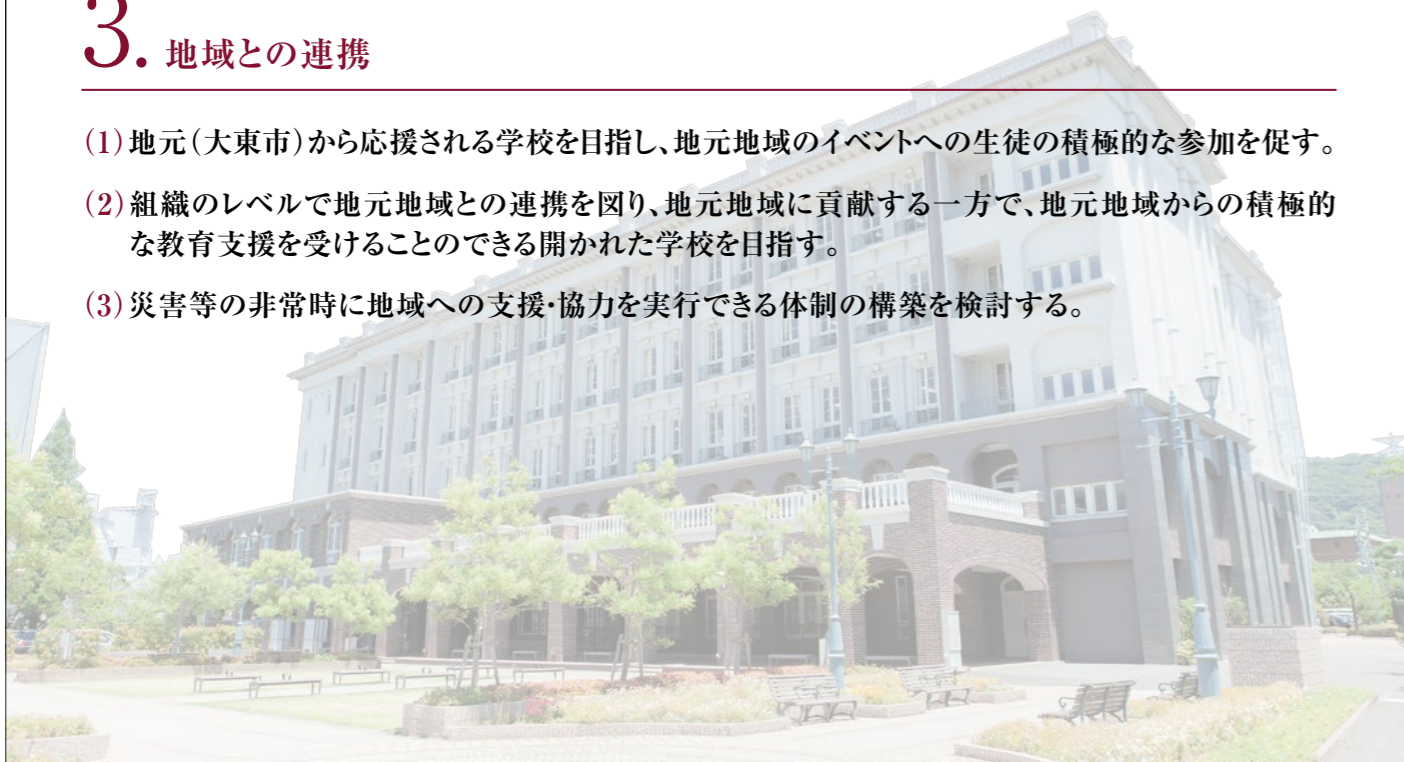 3. 地域との連携
(1)地元(大東市)から応援される学校を目指し、地元地域のイベントへの生徒の積極的な参加を促す。
(2)組織のレベルで地元地域との連携を図り、地元地域に貢献する一方で、地元地域からの積極的
な教育支援を受けることのできる開かれた学校を目指す。
(3)災害等の非常時に地域への支援・協力を実行できる体制の構築を検討する。